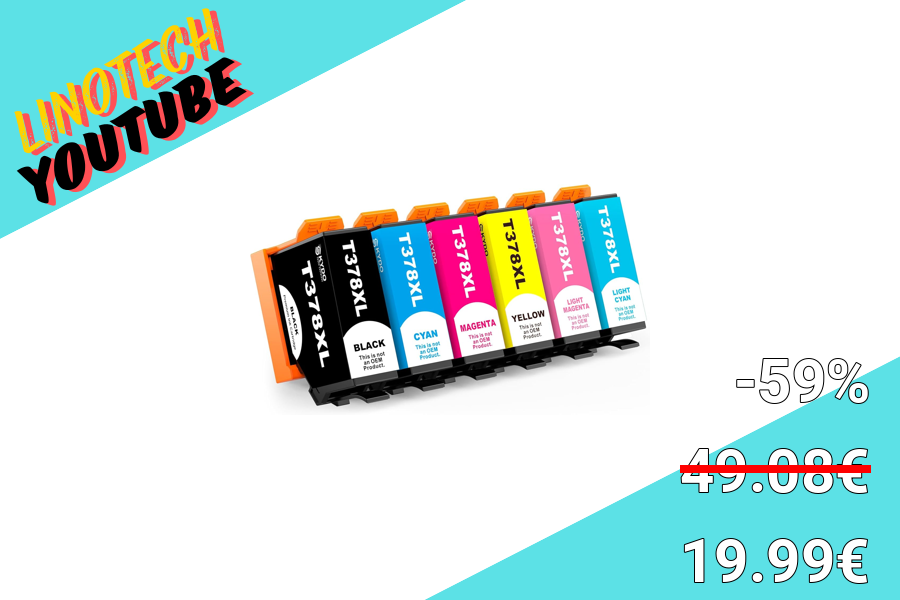 LINOTECH
YOUTUBE
SKYDO
T378XL
BLACK
T378XL
BLACK
This is not
an OEM
Product.
SKYDO
T378XL
CYAN
This is not
an OEM
Product.
T378XL
MAGENTA
This is not
an OEM
Product.
T378XL
YELLOW
This is not
an OEM
Product.
T378XL
LIGHT
MAGENTA
This is not
an OEM
Product.
T378XL
LIGHT
CYAN
This is not
an OEM
Product.
-59%
49.08€
19.99€